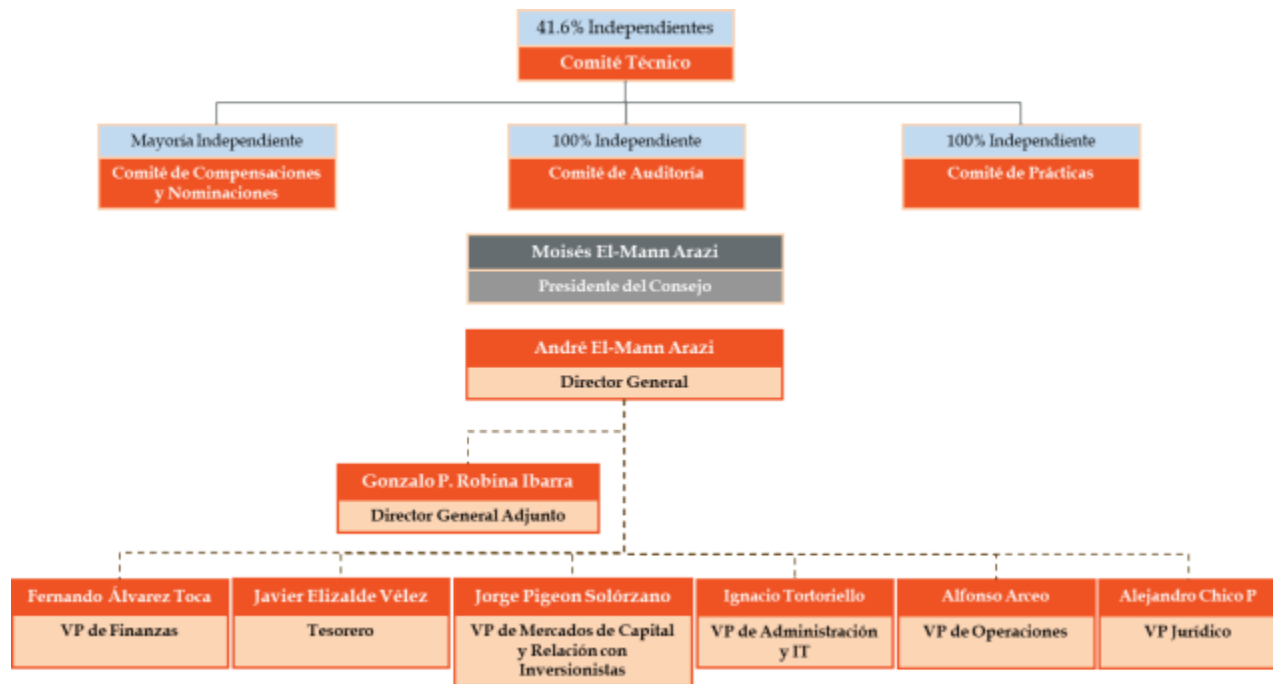 41.6% Independientes
Comité Técnico
Mayoría Independiente
Comité de Compensaciones
y Nominaciones
100% Independiente
Comité de Auditoría
100% Independiente
Comité de Prácticas
Moisés El-Mann Arazi
Presidente del Consejo
André El-Mann Arazi
Director General
Gonzalo P. Robina Ibarra
Director General Adjunto
Fernando Álvarez Toca
VP de Finanzas
Javier Elizalde Vélez
Tesorero
Jorge Pigeon Solórzano
VP de Mercados de Capital
y Relación con
Inversionistas
Ignacio Tortoriello
VP de Administración
y IT
Alfonso Arceo
VP de Operaciones
Alejandro Chico P
VP Jurídico